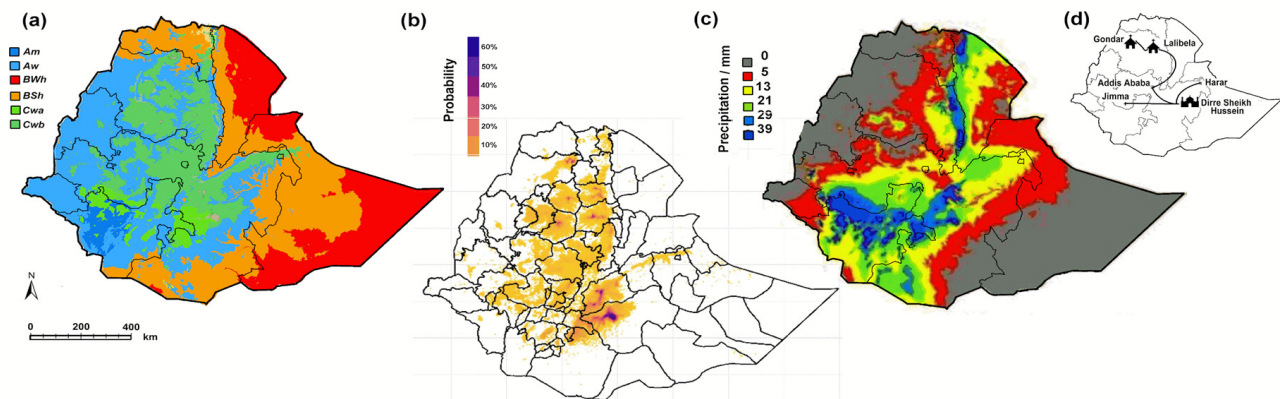 (a)
Am
Aw
BWh
BSh
Cwa
Cwb
N
0 200 400
km
(b)
Probability
60%
50%
40%
30%
20%
10%
(c)
Precipitation / mm
0
5
13
21
29
39
(d)
Gondar
Lalibela
Addis Ababa
Harar
Jimma
Dirre Sheikh
Hussein